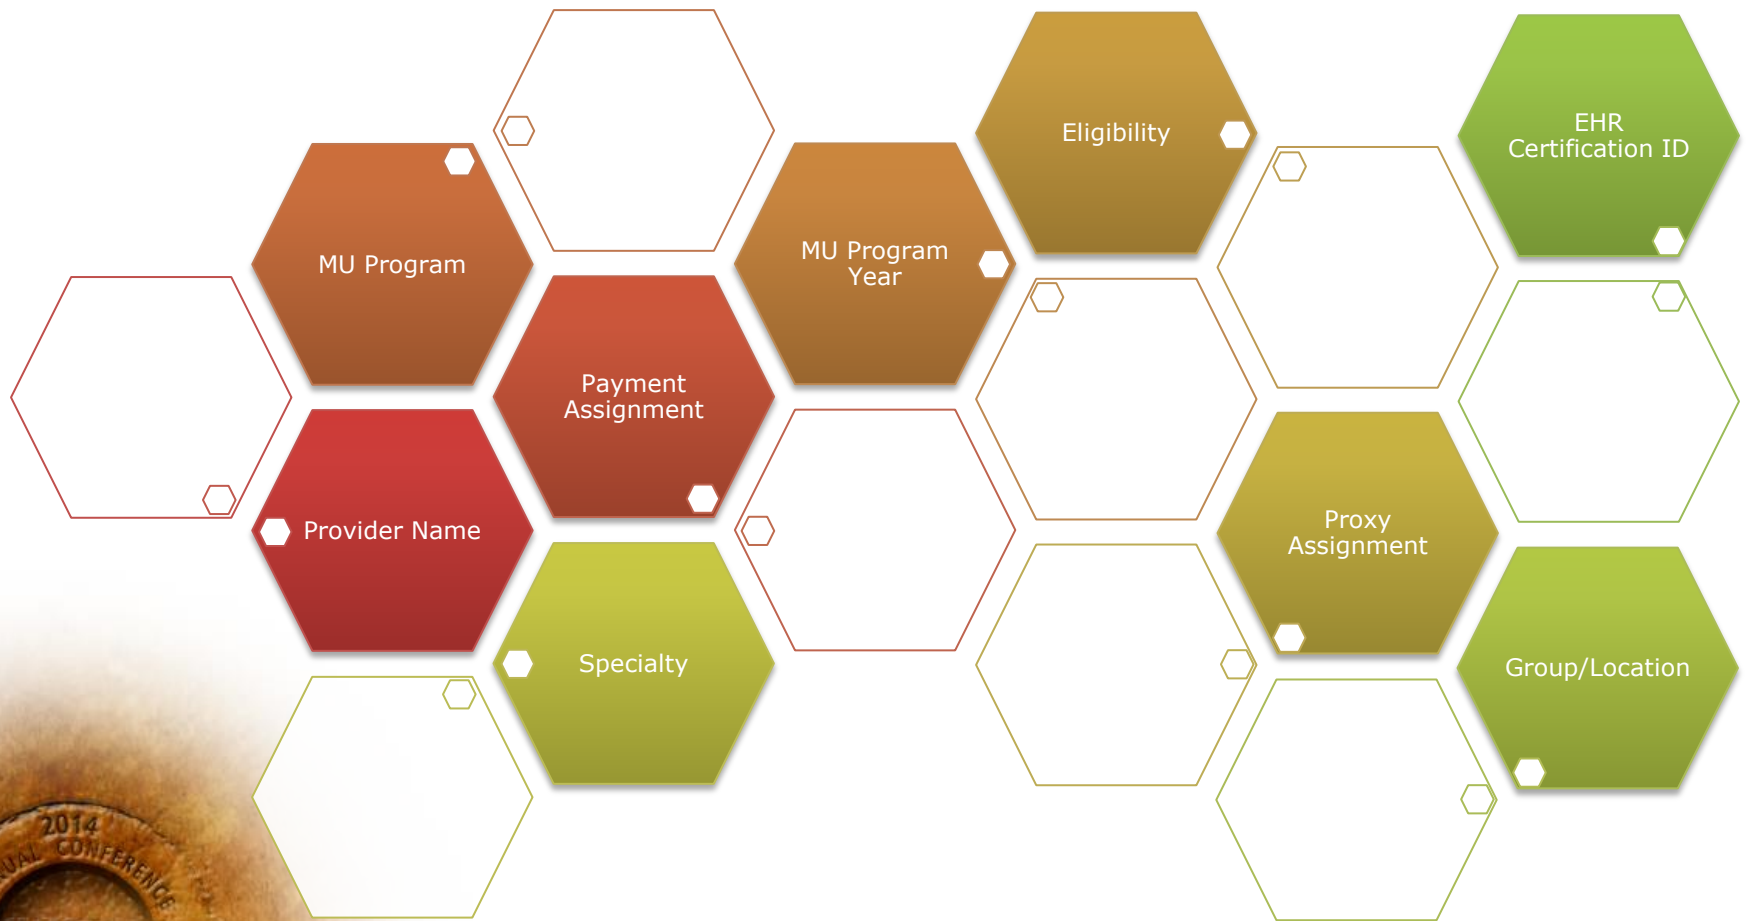 Eligibility
EHR
Certification ID
MU Program
MU Program
Year
Payment
Assignment
Provider Name
Proxy
Assignment
Specialty
Group/Location
2014
CONFERENCE